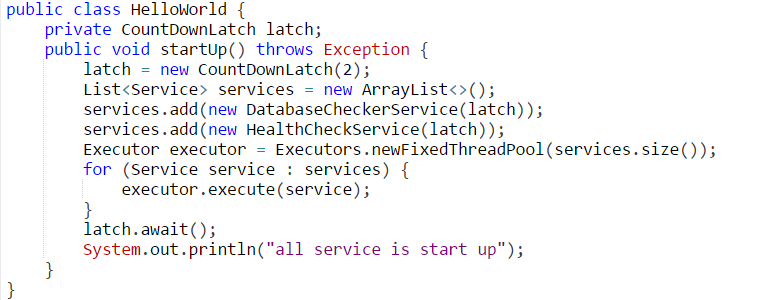 public class HelloWorld {
    private CountDownLatch latch;
    public void startUp() throws Exception {
        latch = new CountDownLatch(2);
        List<Service> services = new ArrayList<>();
        services.add(new DatabaseCheckerService(latch));
        services.add(new HealthCheckService(latch));
        Executor executor = Executors.newFixedThreadPool(services.size());
        for (Service service : services) {
            executor.execute(service);
        }
        latch.await();
        System.out.println("all service is start up");
    }
}